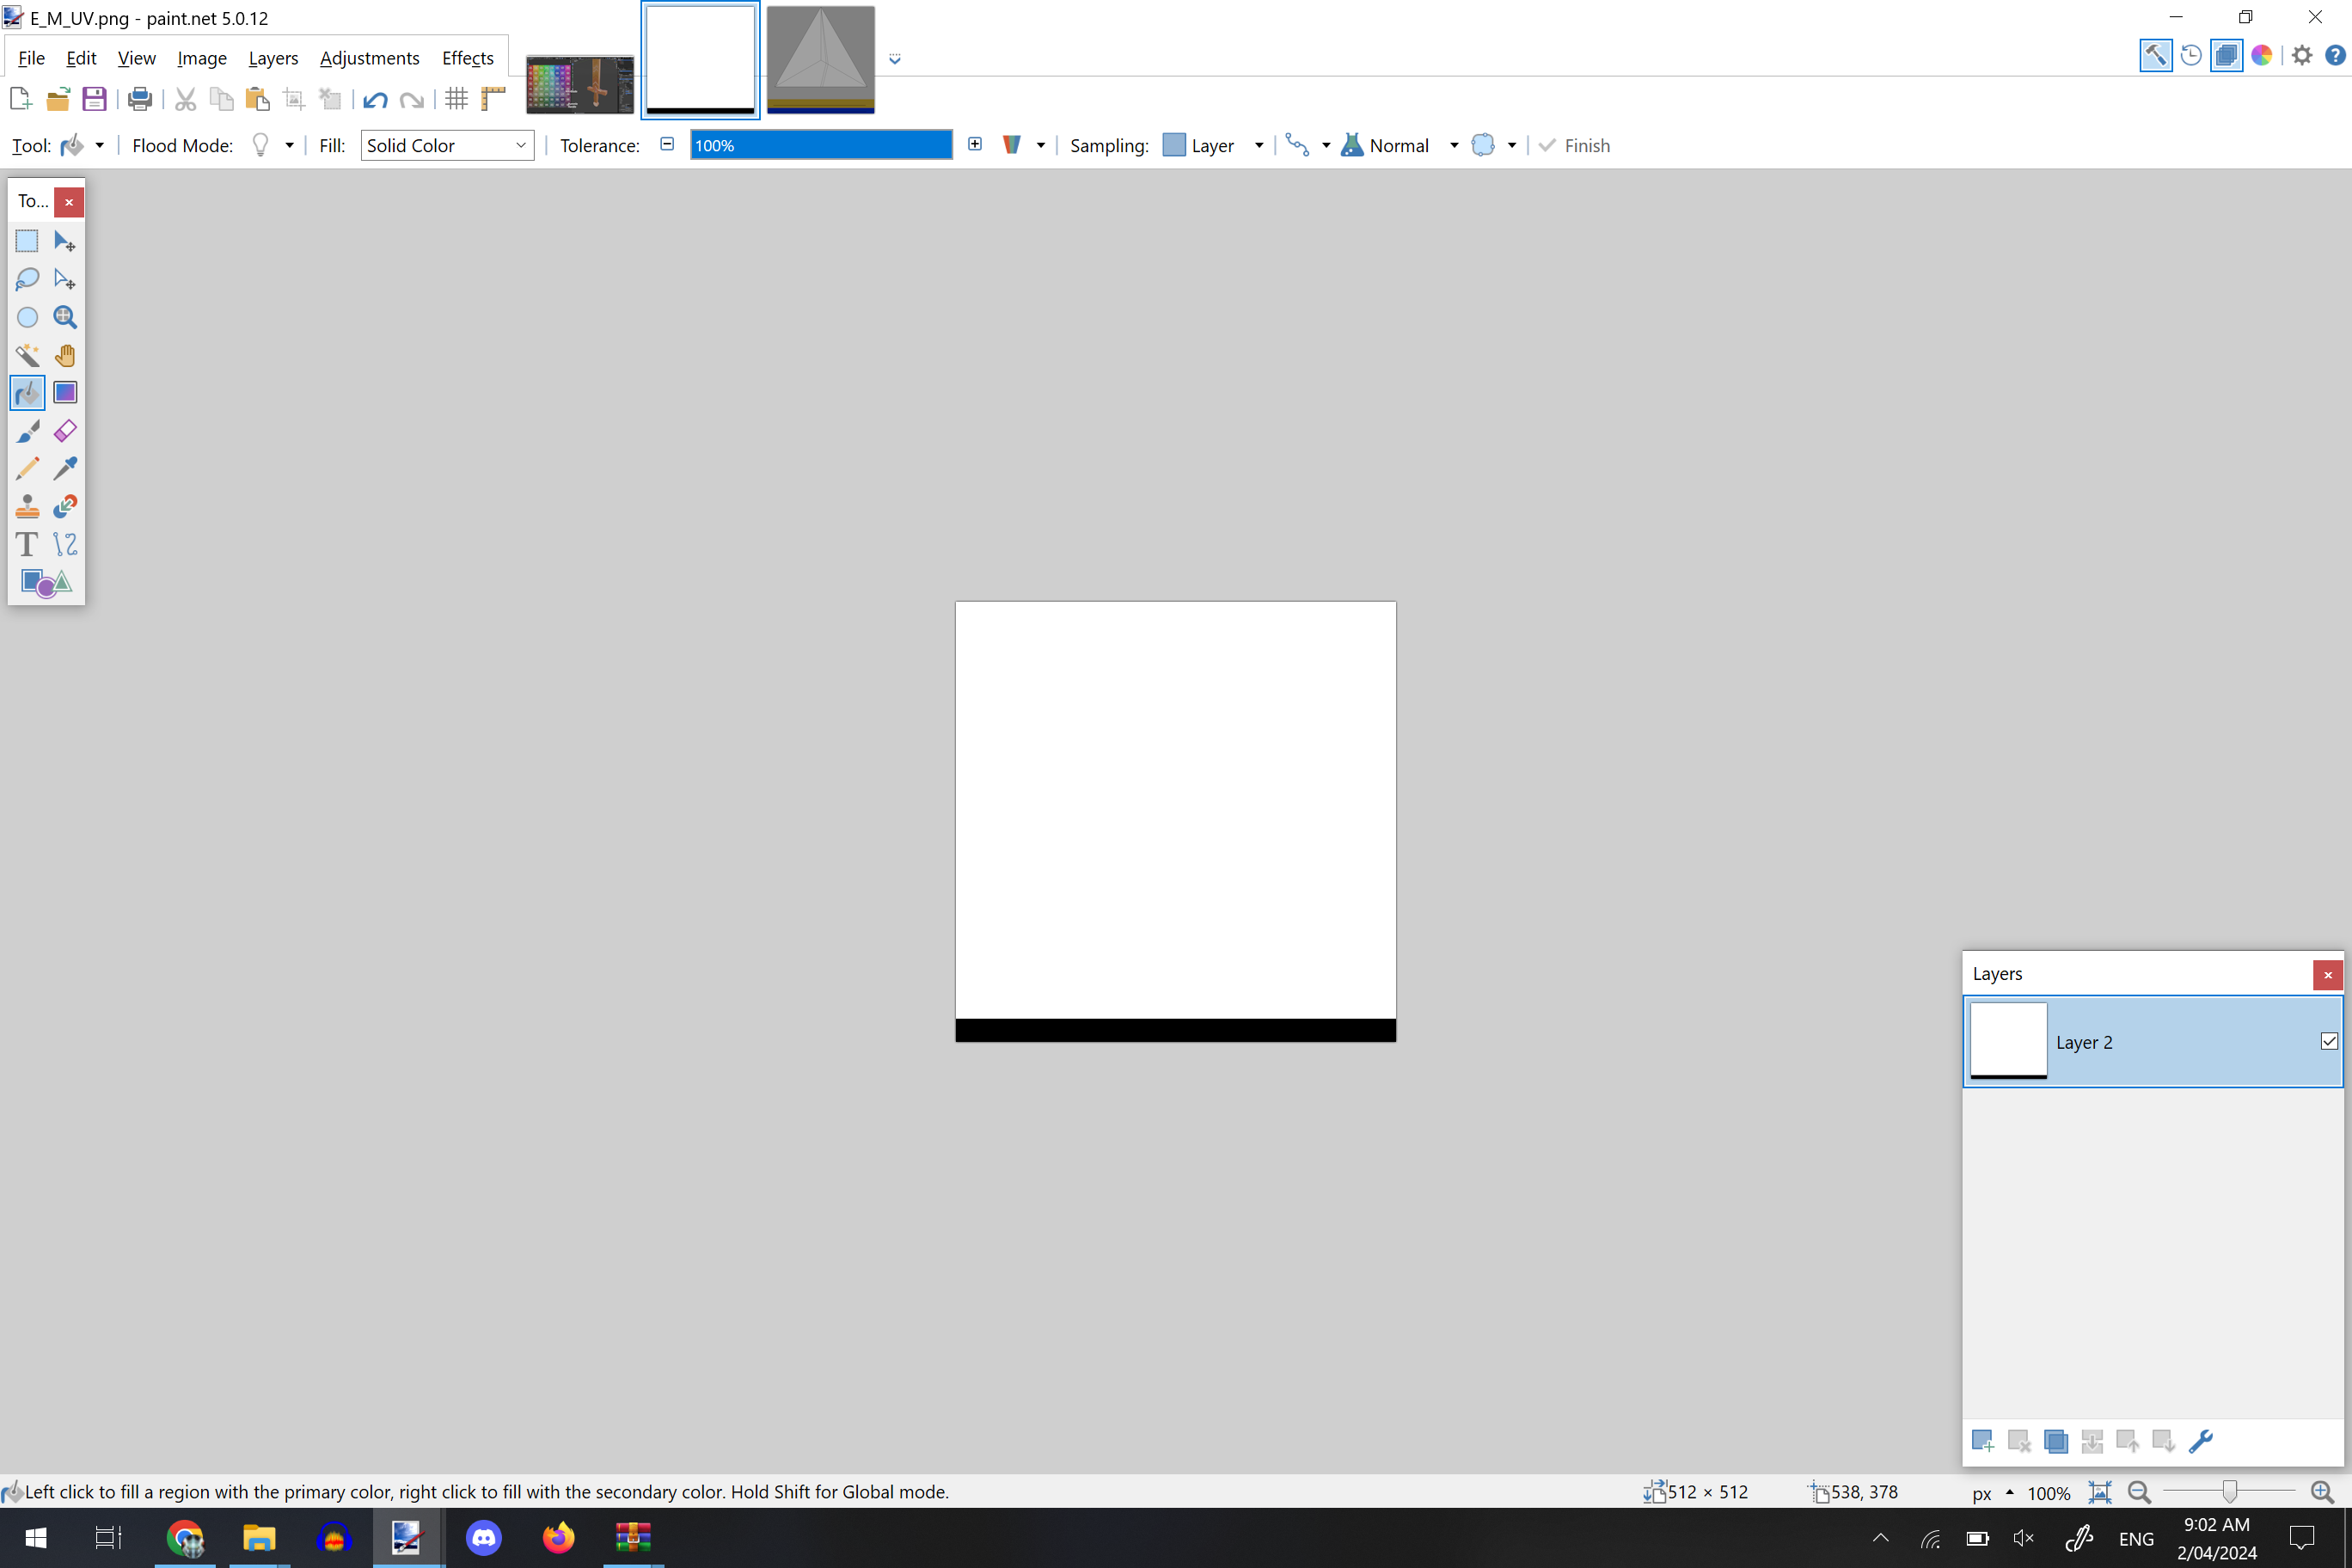 E_M_UV.png - paint.net 5.0.12
File Edit View Image Layers Adjustments Effects
Tool: Flood Mode: Fill: Solid Color Tolerance: 100% Sampling: Layer Normal Finish
To...
Layers
Layer 2
Left click to fill a region with the primary color, right click to fill with the secondary color. Hold Shift for Global mode.
512 × 512
538, 378
px
100%
ENG
9:02 AM
2/04/2024